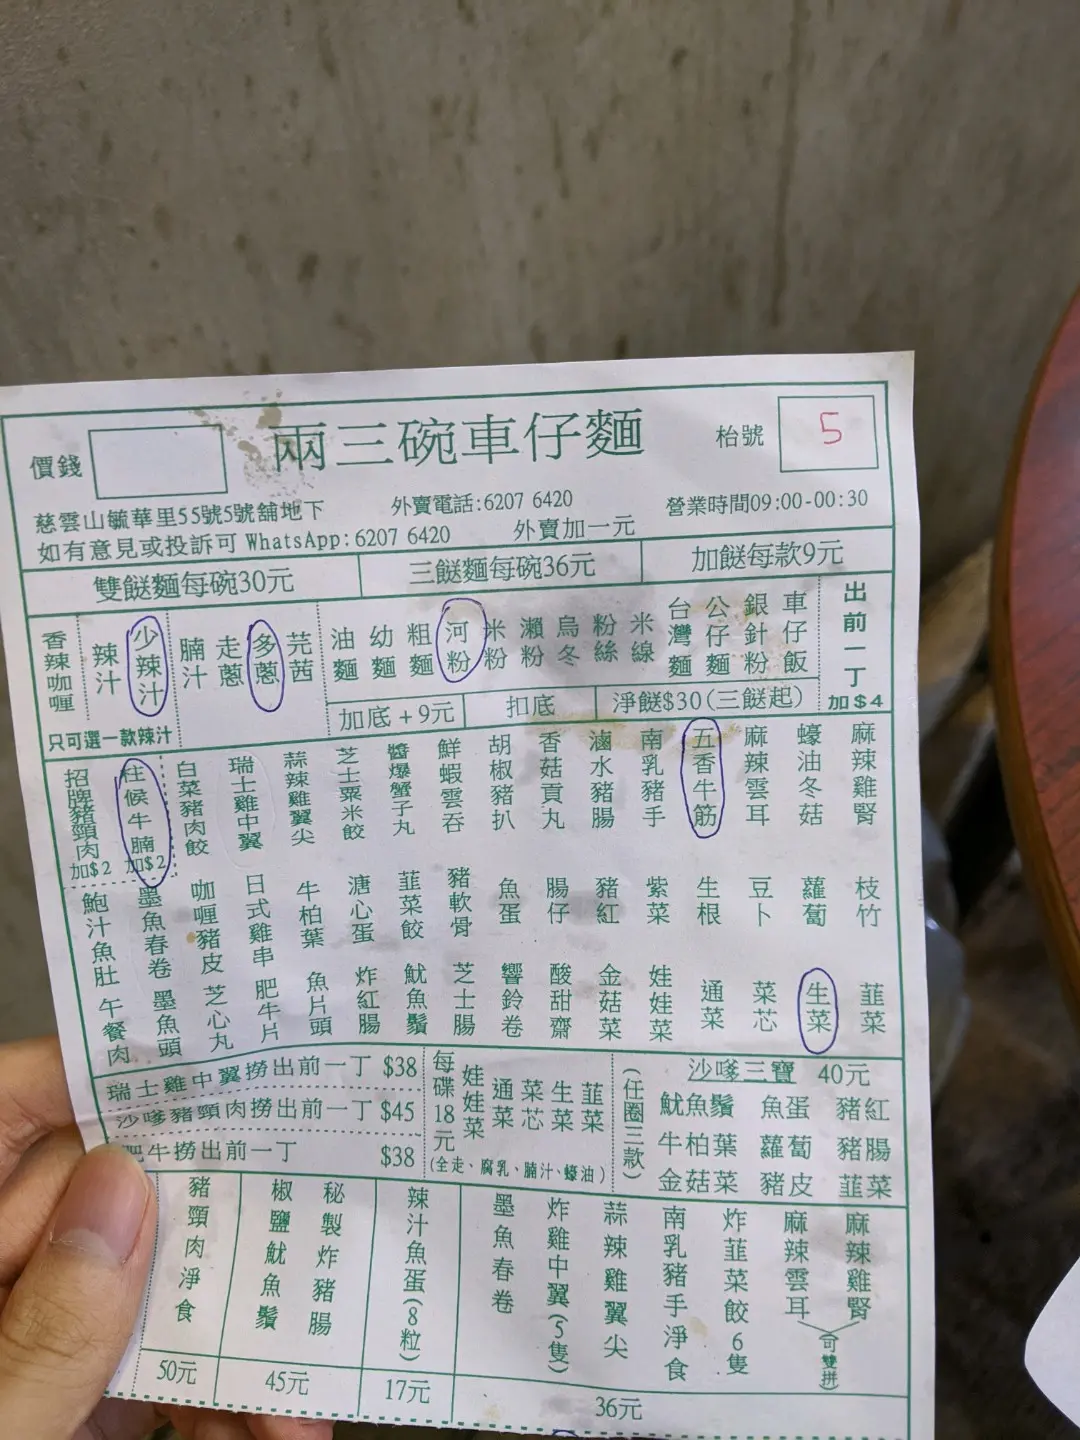 價錢
兩三碗車仔麵
枱號
5
慈雲山毓華里55號5號舖地下
外賣電話:6207 6420
營業時間09:00-00:30
如有意見或投訴可 WhatsApp: 6207 6420
外賣加一元
雙餸麵每碗30元
三餸麵每碗36元
加餸每款9元
香辣咖喱
辣汁
少辣汁
只可選一款辣汁
腩汁
走蔥
多蔥
芫茜
油麵
幼麵
粗麵
河粉
米粉
瀨粉
烏冬
粉絲
米線
台灣麵
公仔麵
銀針粉
車仔飯
出前一丁
加$4
加底+9元
扣底
淨餸$30(三餸起)
招牌豬頸肉
加$2
柱候牛腩
加$2
白菜豬肉餃
瑞士雞中翼
蒜辣雞翼尖
芝士粟米餃
醬爆蟹子丸
鮮蝦雲吞
胡椒豬扒
香菇貢丸
滷水豬腸
南乳豬手
五香牛筋
麻辣雲耳
蠔油冬菇
麻辣雞腎
鮑汁魚肚
墨魚春卷
咖喱豬皮
日式雞串
牛柏葉
溏心蛋
韮菜餃
豬軟骨
魚蛋
腸仔
豬紅
紫菜
生根
豆卜
蘿蔔
枝竹
午餐肉
墨魚頭
芝心丸
肥牛片
魚片頭
炸紅腸
魷魚鬚
芝士腸
響鈴卷
酸甜齋
金菇菜
娃娃菜
通菜
菜芯
生菜
韮菜
瑞士雞中翼撈出前一丁 $38
沙嗲豬頸肉撈出前一丁 $45
肥牛撈出前一丁 $38
每碟18元
娃娃菜
通菜
菜芯
生菜
韮菜
(全走、腐乳、腩汁、蠔油)
(任圈三款)
沙嗲三寶 40元
魷魚鬚 魚蛋 豬紅
牛柏葉 蘿蔔 豬腸
金菇菜 豬皮 韮菜
豬頸肉淨食
50元
椒鹽魷魚鬚
秘製炸豬腸
45元
辣汁魚蛋(8粒)
17元
墨魚春卷
炸雞中翼(5隻)
蒜辣雞翼尖
南乳豬手淨食
炸韮菜餃6隻
麻辣雲耳
麻辣雞腎
(可雙拼)
36元